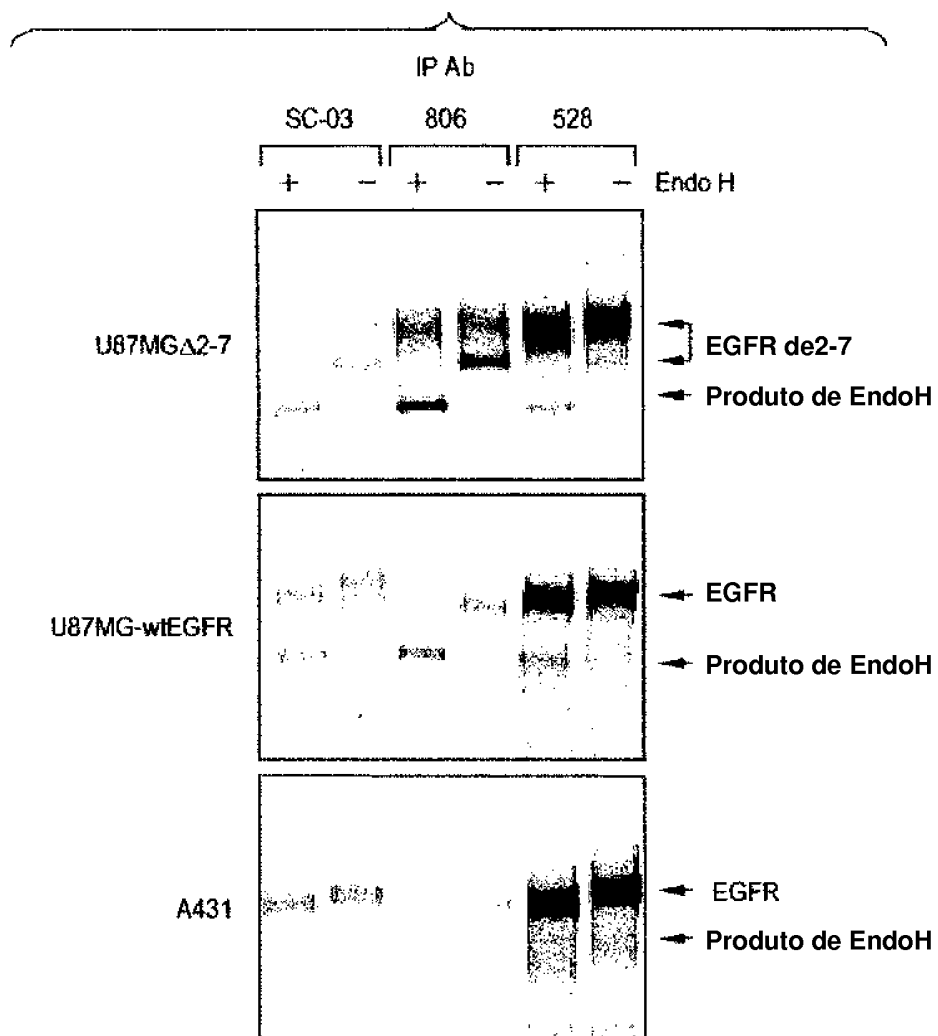 IP Ab
SC-03 806 528
+ − + − + − Endo H
U87MGΔ2-7
EGFR de2-7
Produto de EndoH
U87MG-wtEGFR
EGFR
Produto de EndoH
A431
EGFR
Produto de EndoH